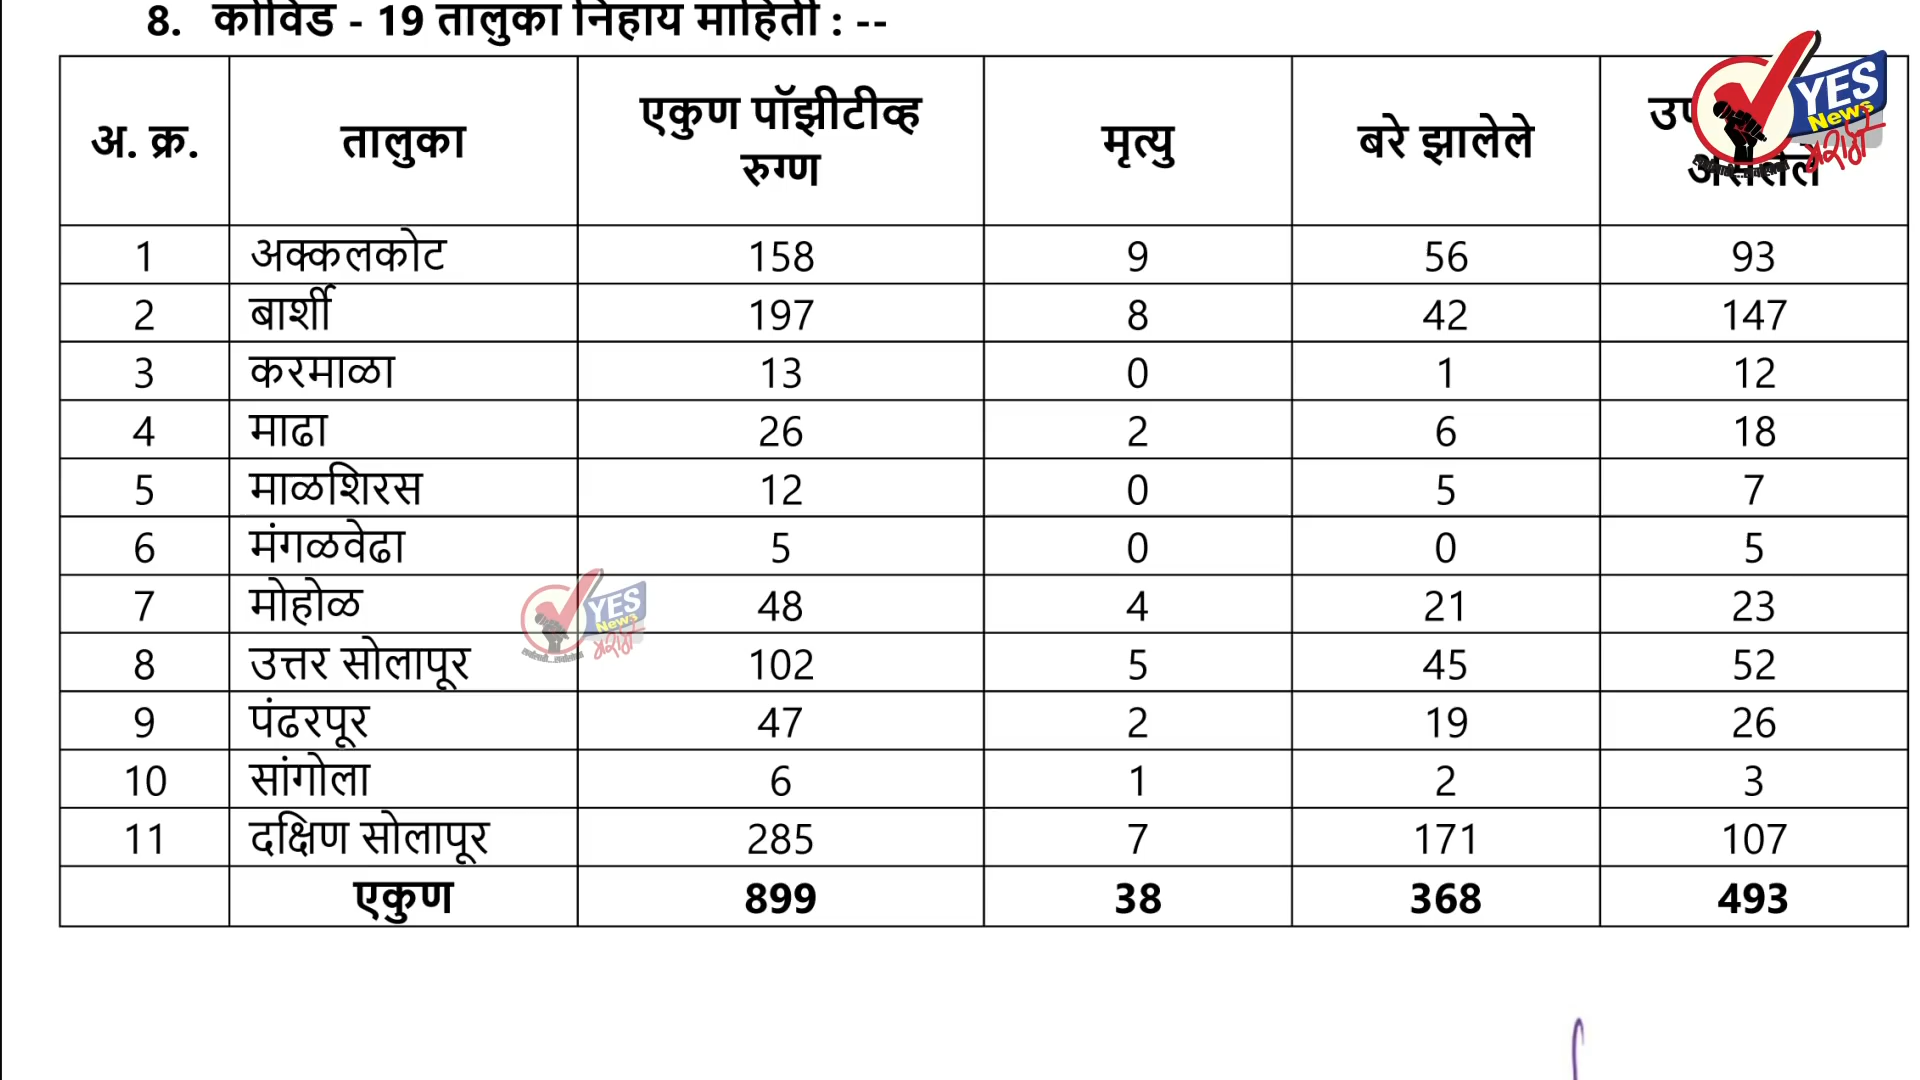 8. कोविड - 19 तालुका निहाय माहिती : --
अ. क्र. तालुका एकुण पॉझीटीव्ह रुग्ण मृत्यु बरे झालेले
1 अक्कलकोट 158 9 56 93
2 बार्शी 197 8 42 147
3 करमाळा 13 0 1 12
4 माढा 26 2 6 18
5 माळशिरस 12 0 5 7
6 मंगळवेढा 5 0 0 5
7 मोहोळ 48 4 21 23
8 उत्तर सोलापूर 102 5 45 52
9 पंढरपूर 47 2 19 26
10 सांगोला 6 1 2 3
11 दक्षिण सोलापूर 285 7 171 107
एकुण 899 38 368 493
YES
News
मराठी
YES
News
मराठी